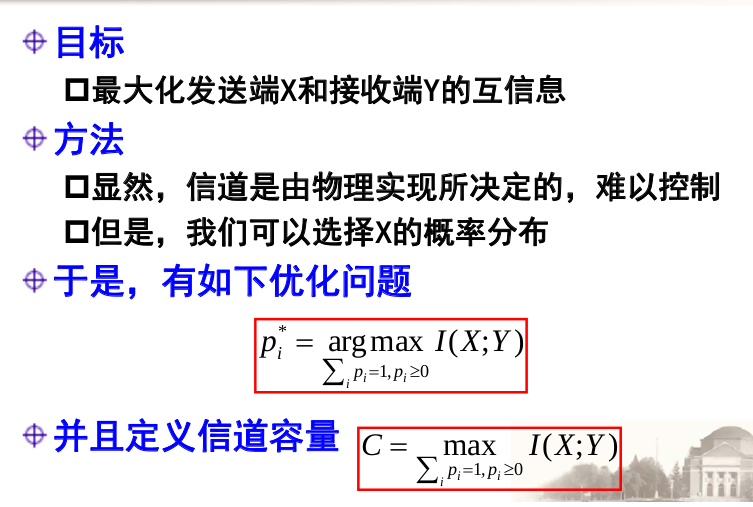 目标
最大化发送端X和接收端Y的互信息
方法
显然，信道是由物理实现所决定的，难以控制
但是，我们可以选择X的概率分布
于是，有如下优化问题
p_i^* = arg max_{∑_i p_i=1, p_i≥0} I(X;Y)
并且定义信道容量 C = max_{∑_i p_i=1, p_i≥0} I(X;Y)